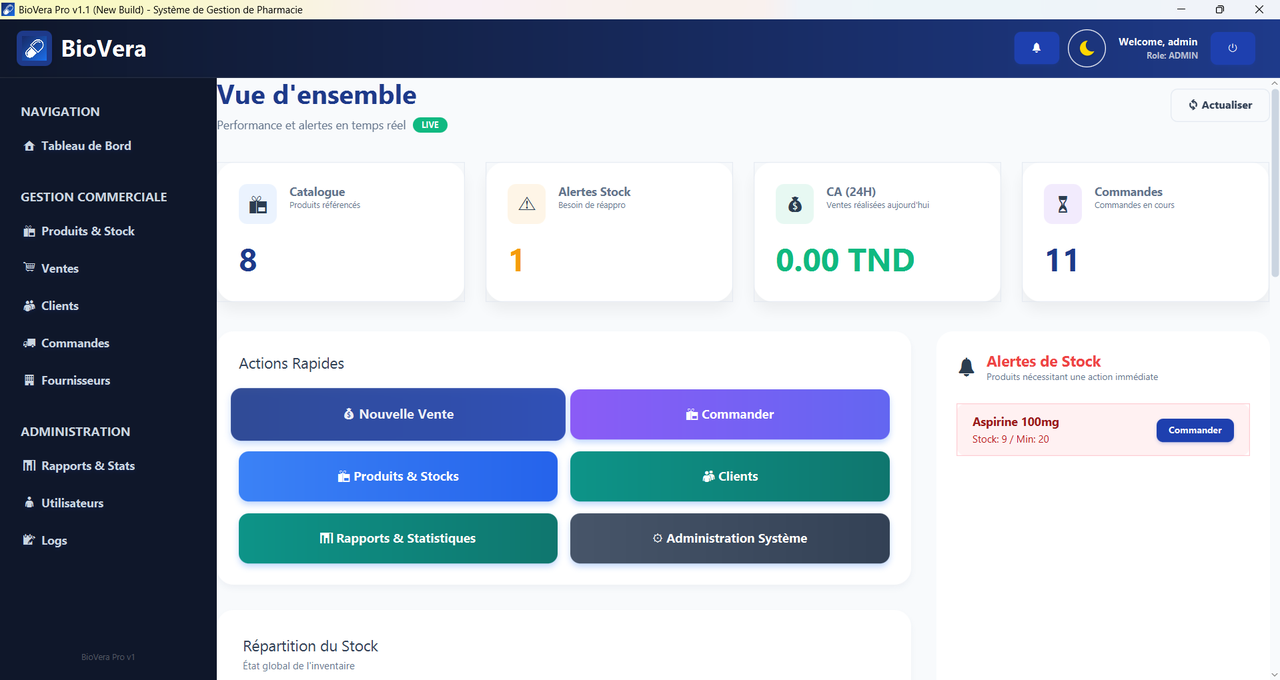 BioVera Pro v1.1 (New Build) - Système de Gestion de Pharmacie
BioVera
Welcome, admin
Role: ADMIN
NAVIGATION
Tableau de Bord
GESTION COMMERCIALE
Produits & Stock
Ventes
Clients
Commandes
Fournisseurs
ADMINISTRATION
Rapports & Stats
Utilisateurs
Logs
BioVera Pro v1
Vue d'ensemble
Performance et alertes en temps réel LIVE
Actualiser
Catalogue
Produits référencés
8
Alertes Stock
Besoin de réappro
1
CA (24H)
Ventes réalisées aujourd'hui
0.00 TND
Commandes
Commandes en cours
11
Actions Rapides
Nouvelle Vente
Commander
Produits & Stocks
Clients
Rapports & Statistiques
Administration Système
Alertes de Stock
Produits nécessitant une action immédiate
Aspirine 100mg
Stock: 9 / Min: 20
Commander
Répartition du Stock
État global de l'inventaire